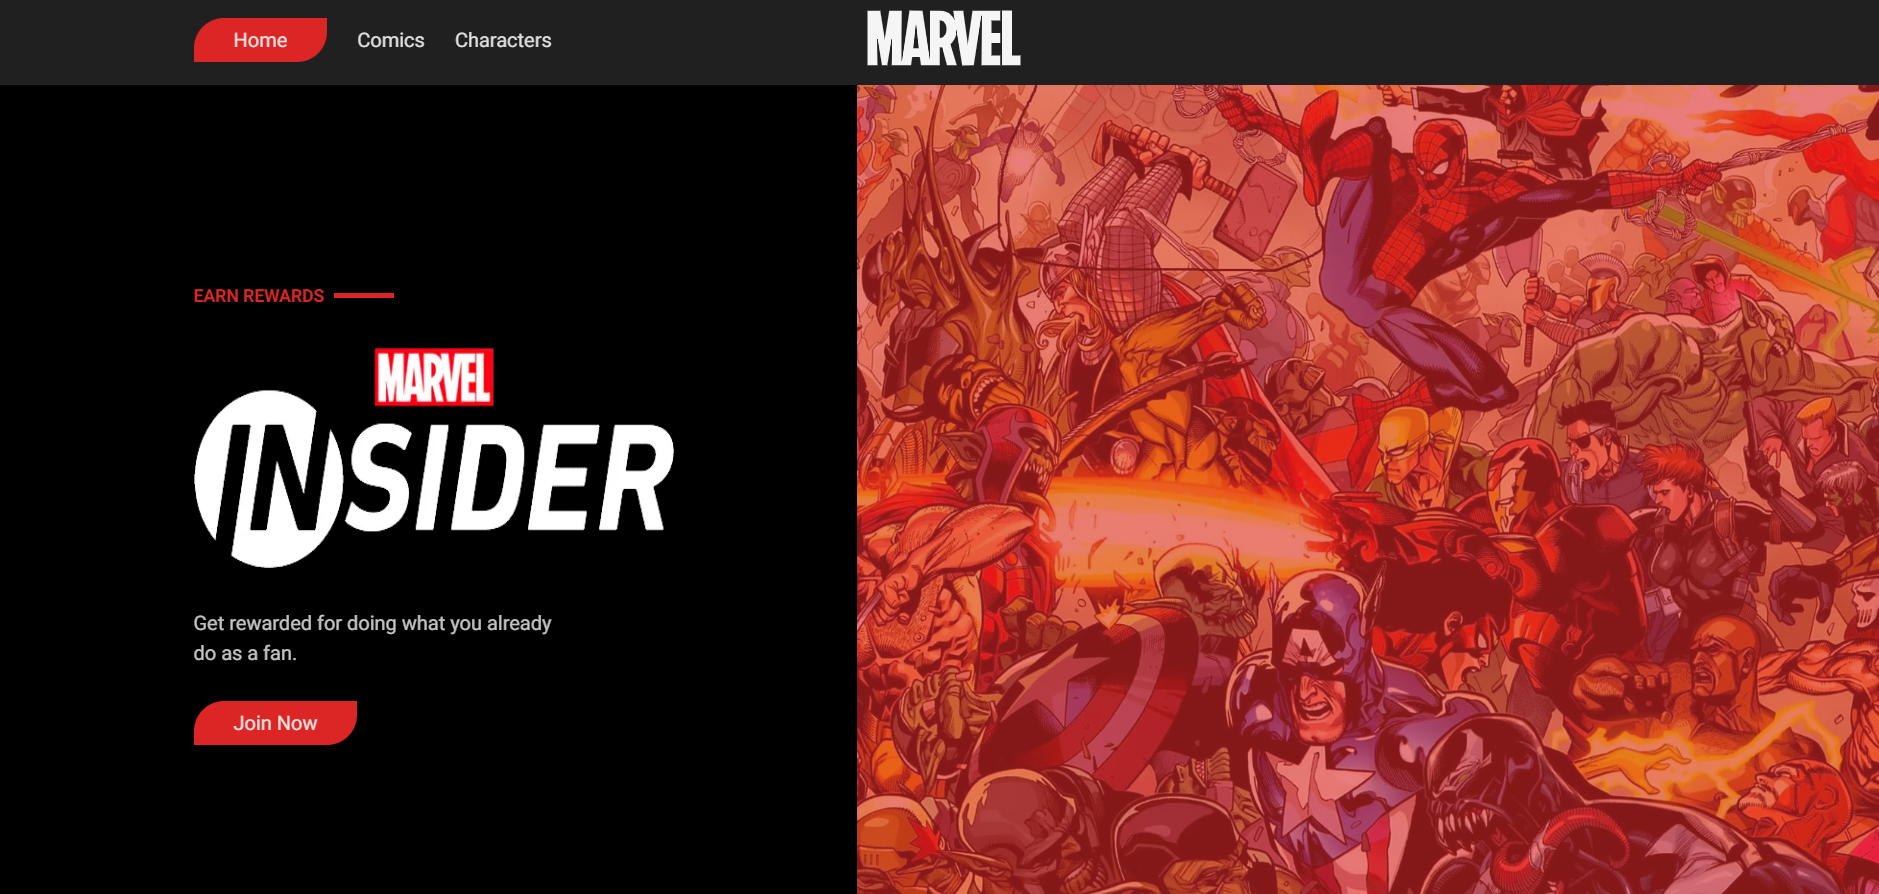 Home
Comics
Characters
MARVEL
EARN REWARDS
MARVEL
INSIDER
Get rewarded for doing what you already
do as a fan.
Join Now
A